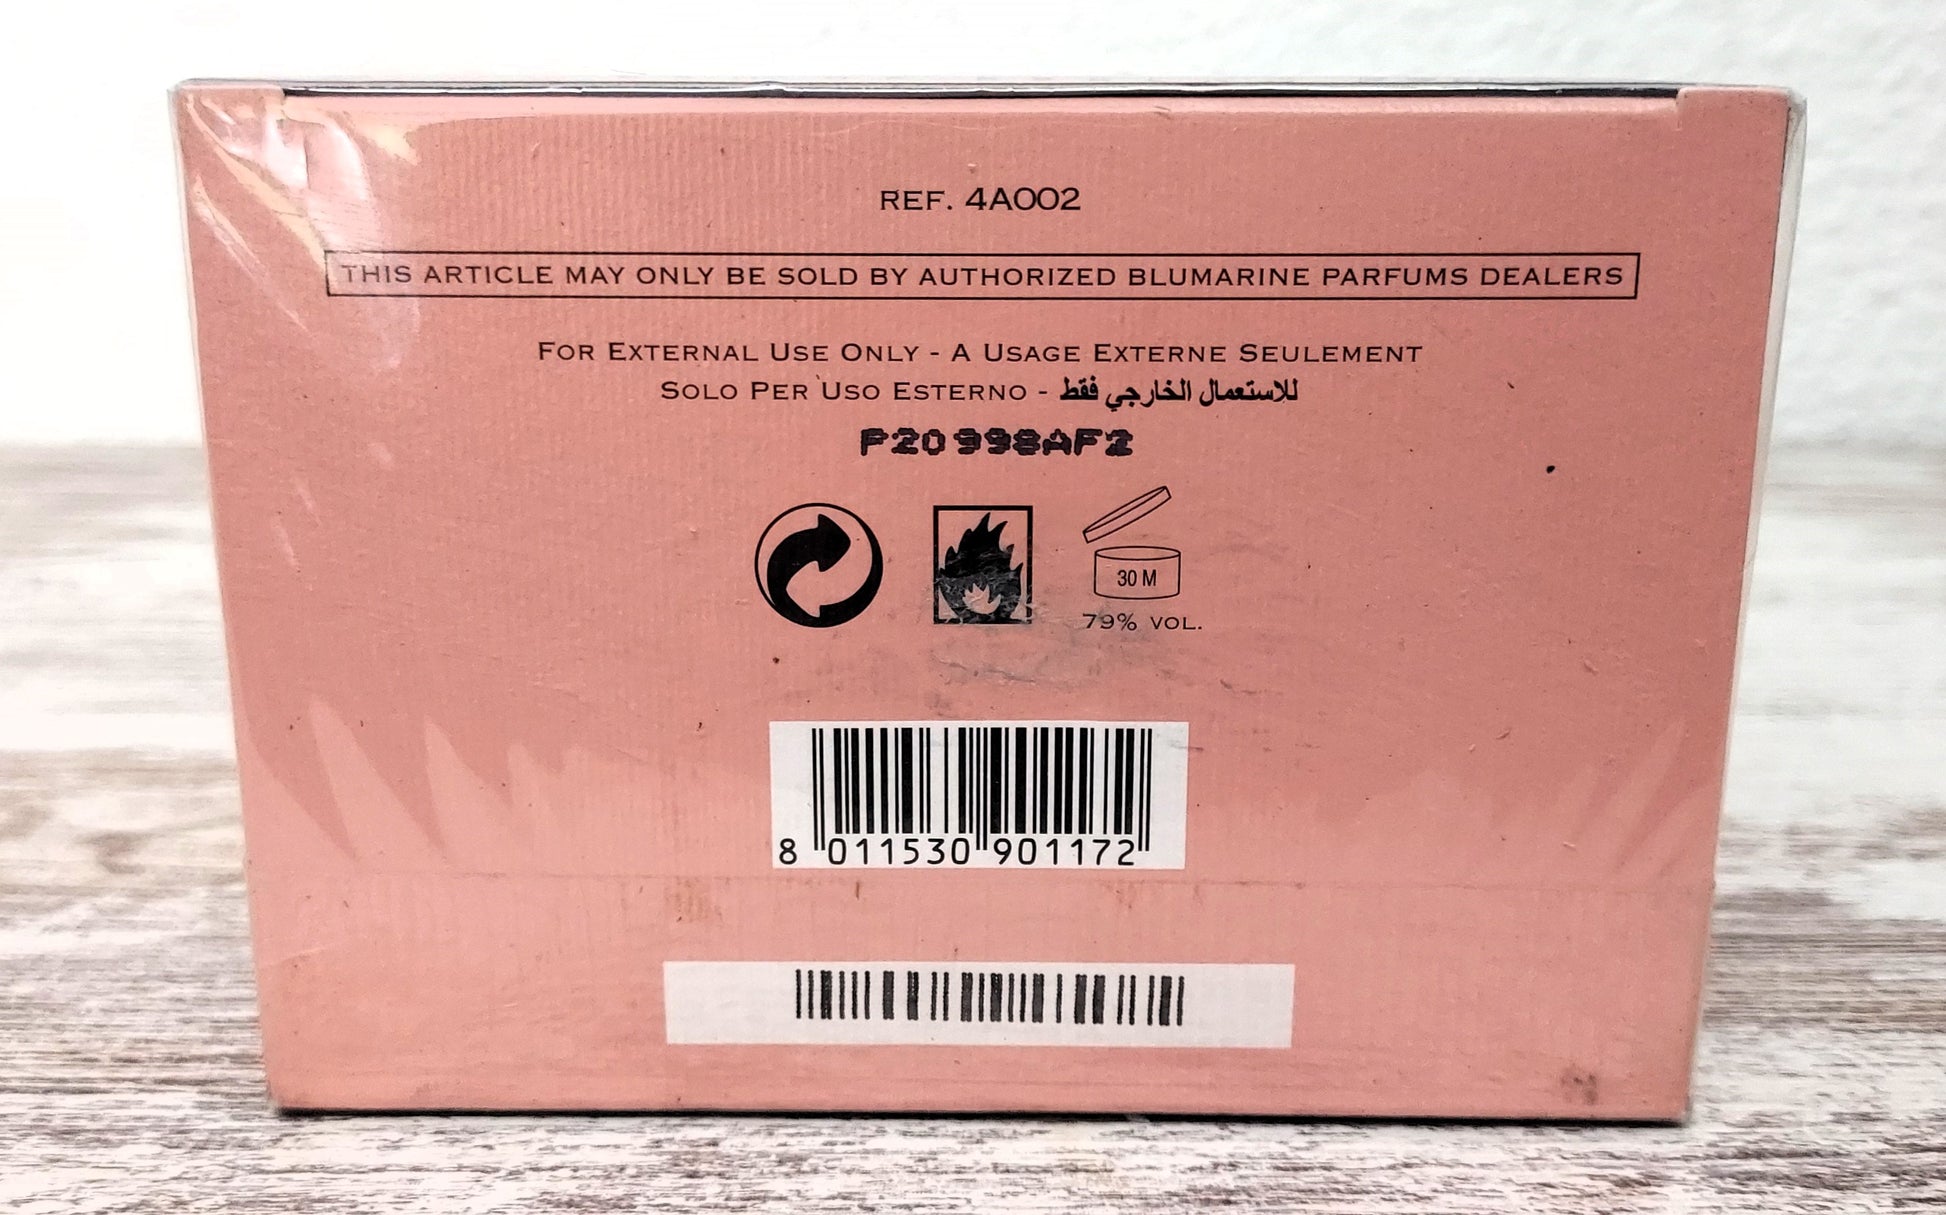 REF. 4A002
THIS ARTICLE MAY ONLY BE SOLD BY AUTHORIZED BLUMARINE PARFUMS DEALERS
FOR EXTERNAL USE ONLY - A USAGE EXTERNE SEULEMENT
SOLO PER USO ESTERNO - للاستعمال الخارجي فقط
P20998AF2
30 M
79% VOL.
8 011530 901172